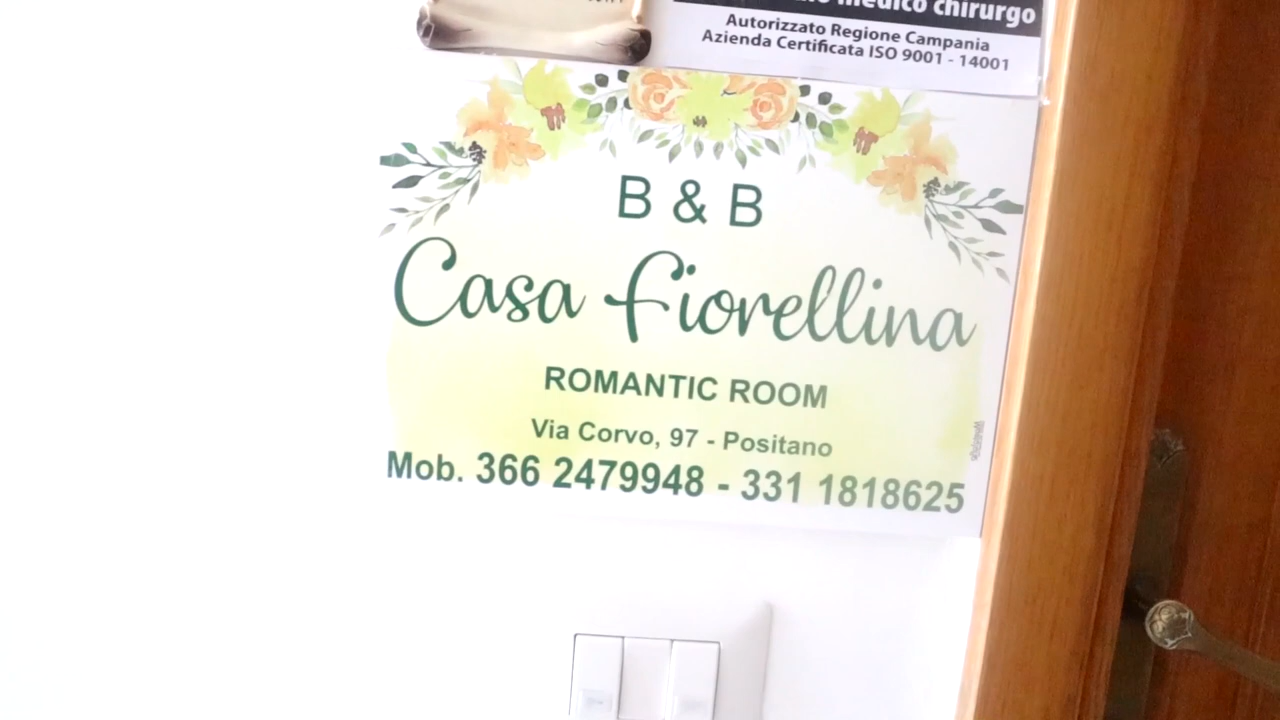 medico chirurgo
Autorizzato Regione Campania
Azienda Certificata ISO 9001 - 14001
B & B
Casa Fiorellina
ROMANTIC ROOM
Via Corvo, 97 - Positano
Mob. 366 2479948 - 331 1818625